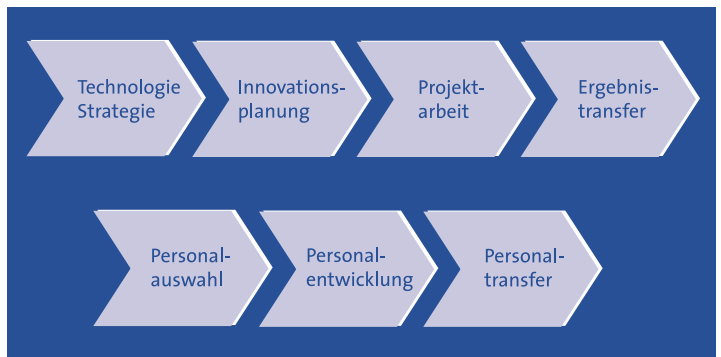 Technologie
Strategie
Innovations-
planung
Projekt-
arbeit
Ergebnis-
transfer
Personal-
auswahl
Personal-
entwicklung
Personal-
transfer